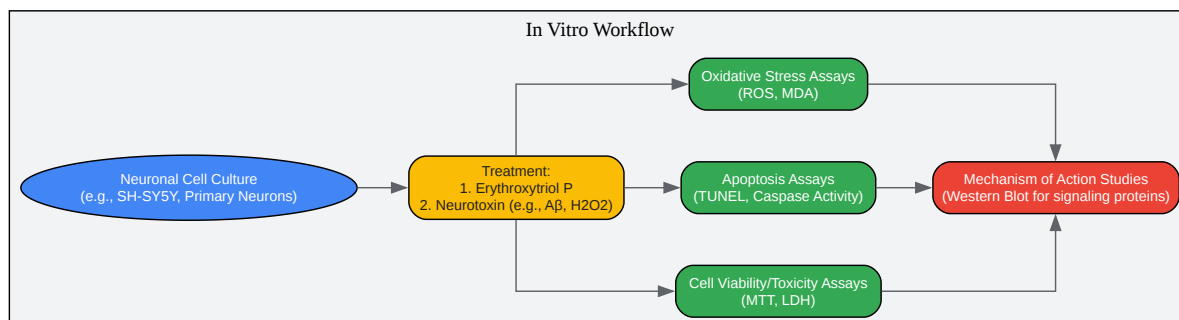 In Vitro Workflow
Oxidative Stress Assays
(ROS, MDA)
Neuronal Cell Culture
(e.g., SH-SY5Y, Primary Neurons)
Treatment:
1. Erythroxytriol P
2. Neurotoxin (e.g., Aβ, H2O2)
Apoptosis Assays
(TUNEL, Caspase Activity)
Mechanism of Action Studies
(Western Blot for signaling proteins)
Cell Viability/Toxicity Assays
(MTT, LDH)